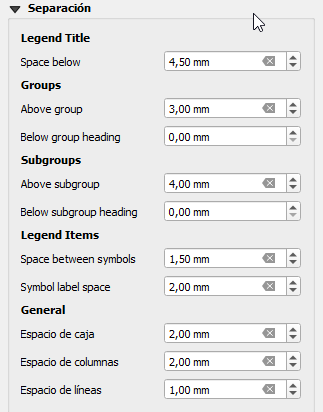 Separación
Legend Title
Space below 4,50 mm
Groups
Above group 3,00 mm
Below group heading 0,00 mm
Subgroups
Above subgroup 4,00 mm
Below subgroup heading 0,00 mm
Legend Items
Space between symbols 1,50 mm
Symbol label space 2,00 mm
General
Espacio de caja 2,00 mm
Espacio de columnas 2,00 mm
Espacio de líneas 1,00 mm